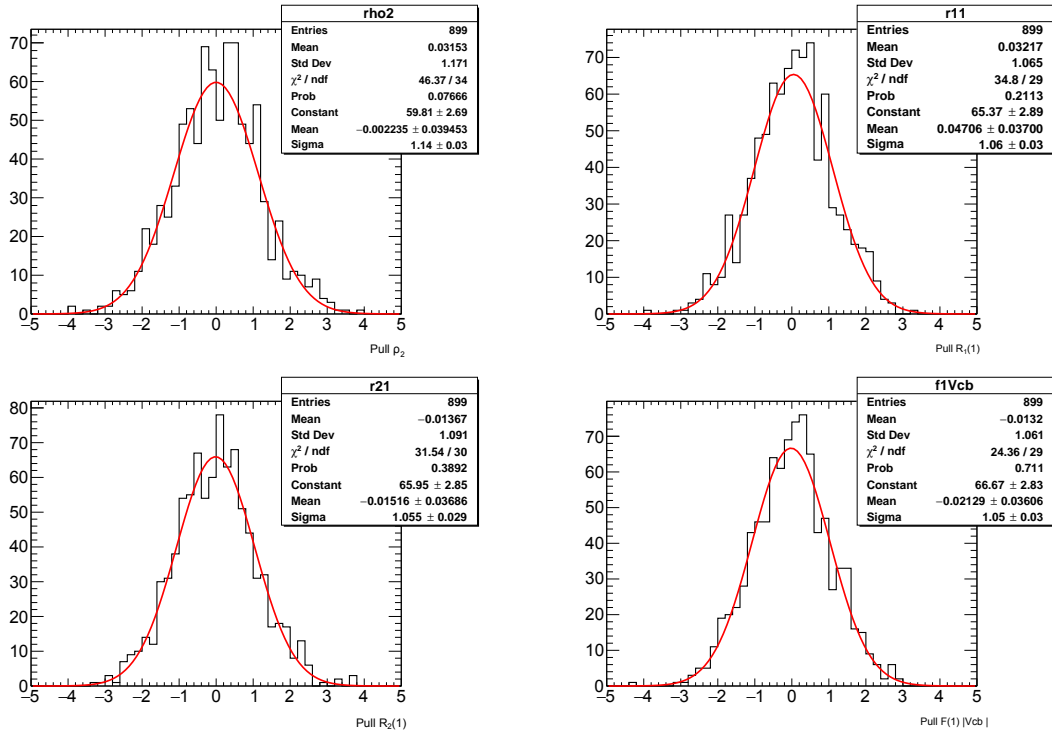 rho2
Entries 899
Mean 0.03153
Std Dev 1.171
χ² / ndf 46.37 / 34
Prob 0.07666
Constant 59.81 ± 2.69
Mean −0.002235 ± 0.039453
Sigma 1.14 ± 0.03
70
60
50
40
30
20
10
0
−5 −4 −3 −2 −1 0 1 2 3 4 5
Pull ρ₂
r11
Entries 899
Mean 0.03217
Std Dev 1.065
χ² / ndf 34.8 / 29
Prob 0.2113
Constant 65.37 ± 2.89
Mean 0.04706 ± 0.03700
Sigma 1.06 ± 0.03
70
60
50
40
30
20
10
0
−5 −4 −3 −2 −1 0 1 2 3 4 5
Pull R₁(1)
r21
Entries 899
Mean −0.01367
Std Dev 1.091
χ² / ndf 31.54 / 30
Prob 0.3892
Constant 65.95 ± 2.85
Mean −0.01516 ± 0.03686
Sigma 1.055 ± 0.029
80
70
60
50
40
30
20
10
0
−5 −4 −3 −2 −1 0 1 2 3 4 5
Pull R₂(1)
f1Vcb
Entries 899
Mean −0.0132
Std Dev 1.061
χ² / ndf 24.36 / 29
Prob 0.711
Constant 66.67 ± 2.83
Mean −0.02129 ± 0.03606
Sigma 1.05 ± 0.03
70
60
50
40
30
20
10
0
−5 −4 −3 −2 −1 0 1 2 3 4 5
Pull F(1) |Vcb |